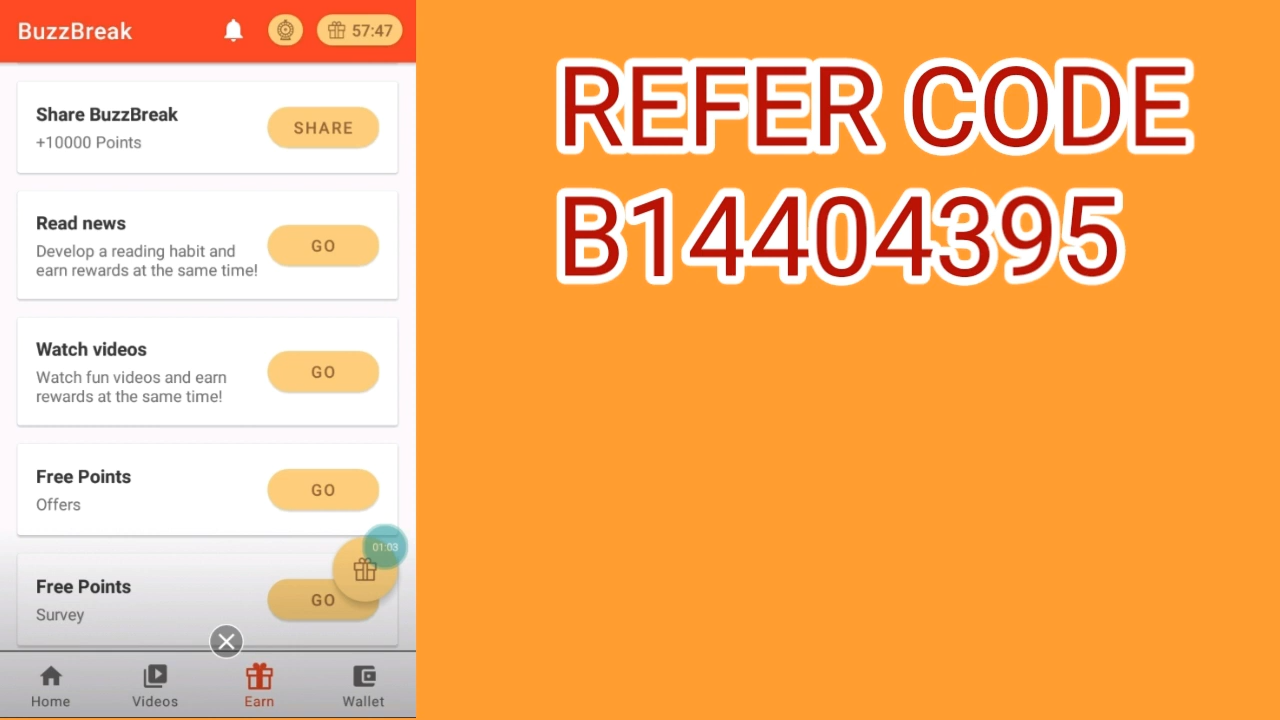 BuzzBreak
57:47
Share BuzzBreak
+10000 Points
SHARE
Read news
Develop a reading habit and
earn rewards at the same time!
GO
Watch videos
Watch fun videos and earn
rewards at the same time!
GO
Free Points
Offers
GO
01:03
Free Points
Survey
GO
Home
Videos
Earn
Wallet
REFER CODE
B14404395